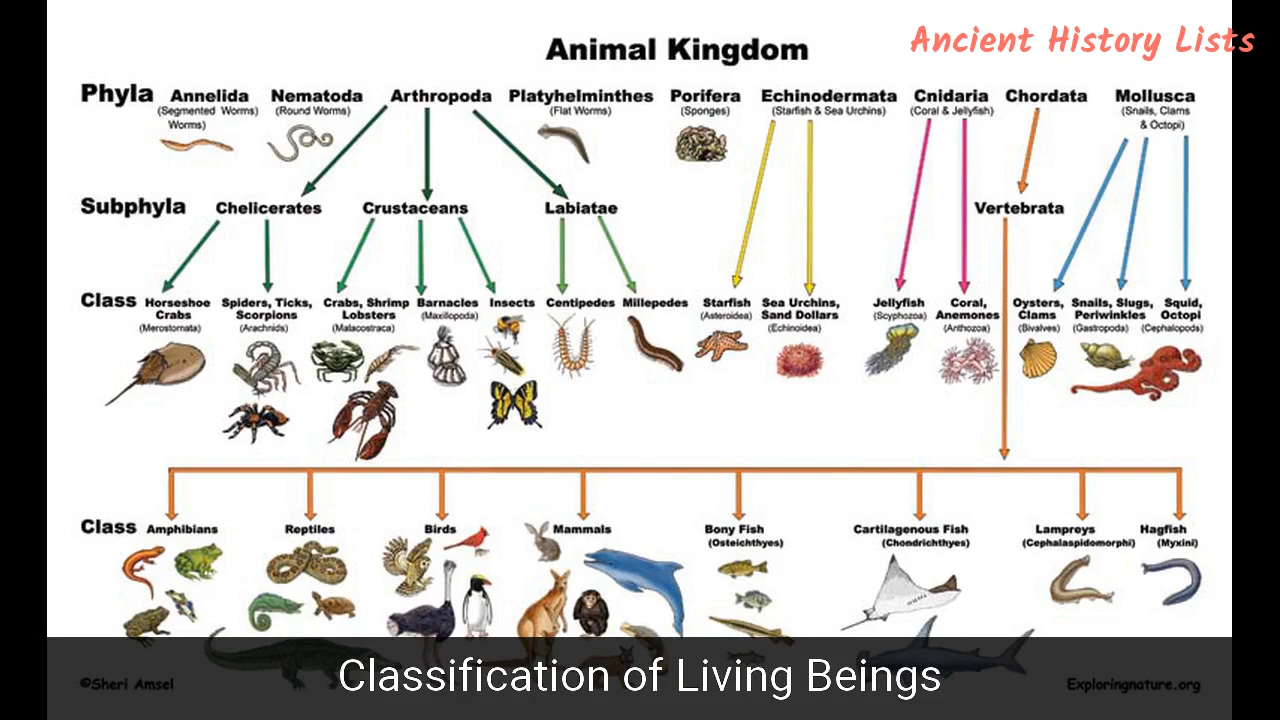 Ancient History Lists
Animal Kingdom
Phyla Annelida Nematoda Arthropoda Platyhelminthes Porifera Echinodermata Cnidaria Chordata Mollusca
(Segmented Worms) (Round Worms) (Flat Worms) (Sponges) (Starfish & Sea Urchins) (Coral & Jellyfish) (Snails, Clams
Worms) & Octopi)
Subphyla Chelicerates Crustaceans Labiatae Vertebrata
Class Horseshoe Spiders, Ticks, Crabs, Shrimp Barnacles Insects Centipedes Millepedes Starfish Sea Urchins, Jellyfish Coral, Oysters, Snails, Slugs, Squid,
Crabs Scorpions Lobsters (Maxillopoda) (Asteroidea) Sand Dollars (Scyphozoa) Anemones Clams Periwinkles Octopi
(Merostomata) (Arachnids) (Malacostraca) (Echinoidea) (Anthozoa) (Bivalves) (Gastropoda) (Cephalopods)
Class Amphibians Reptiles Birds Mammals Bony Fish Cartilagenous Fish Lampreys Hagfish
(Osteichthyes) (Chondrichthyes) (Cephalaspidomorphi) (Myxini)
Classification of Living Beings
©Sheri Amsel Exploringnature.org